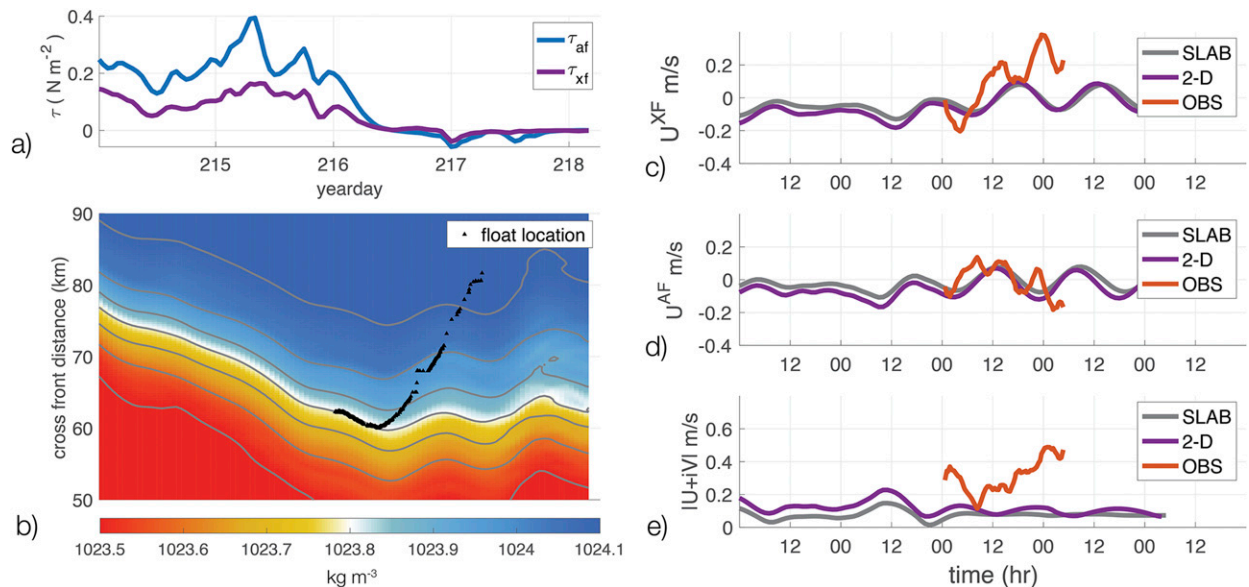 0.4
0.2
0
τ ( N m⁻²)
τaf
τxf
a)
215
216
217
218
yearday
90
80
70
60
50
cross front distance (km)
float location
b)
1023.5
1023.6
1023.7
1023.8
1023.9
1024
1024.1
kg m⁻³
0.2
0
-0.2
-0.4
U^XF m/s
SLAB
2-D
OBS
c)
12
00
12
00
12
00
12
00
12
0.2
0
-0.2
-0.4
U^AF m/s
SLAB
2-D
OBS
d)
12
00
12
00
12
00
12
00
12
0.6
0.4
0.2
0
IU+iVI m/s
SLAB
2-D
OBS
e)
12
00
12
00
12
00
12
00
12
time (hr)